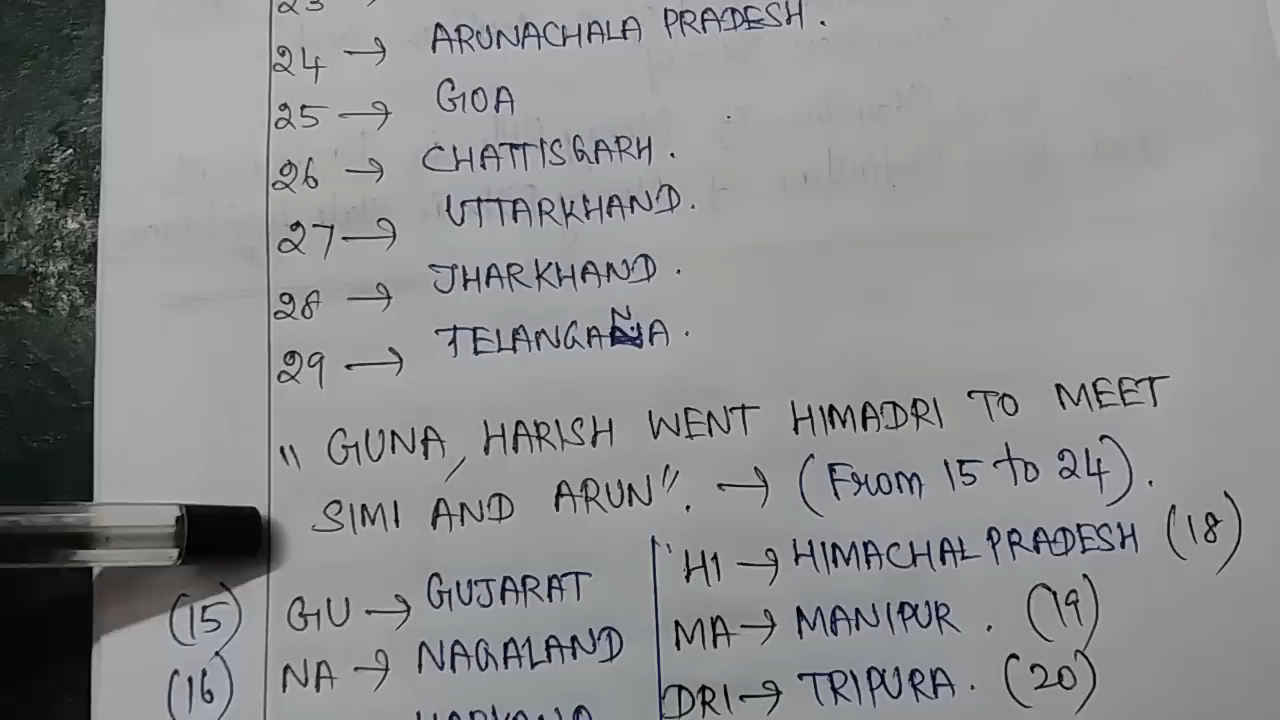 23
24 → ARUNACHALA PRADESH.
25 → GOA
26 → CHATTISGARH.
27 → UTTARKHAND.
28 → JHARKHAND.
29 → TELANGANA.
"GUNA, HARISH WENT HIMADRI TO MEET
SIMI AND ARUN". → (From 15 to 24).
(15) GU → GUJARAT
(16) NA → NAGALAND
HARYANA
HI → HIMACHAL PRADESH (18)
MA → MANIPUR. (19)
DRI → TRIPURA. (20)